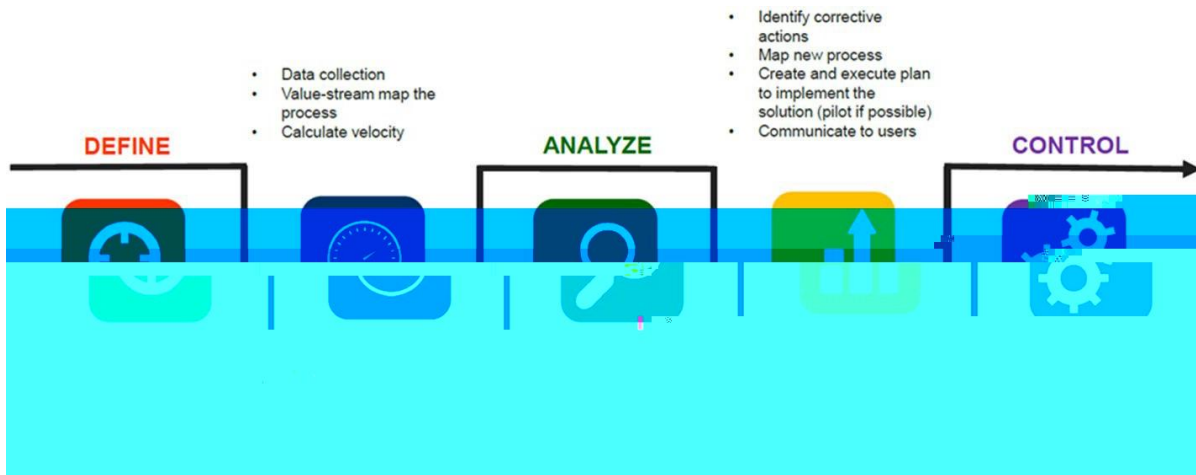 • Identify corrective
actions
• Map new process
• Create and execute plan
to implement the
solution (pilot if possible)
• Communicate to users
• Data collection
• Value-stream map the
process
• Calculate velocity
DEFINE
ANALYZE
CONTROL